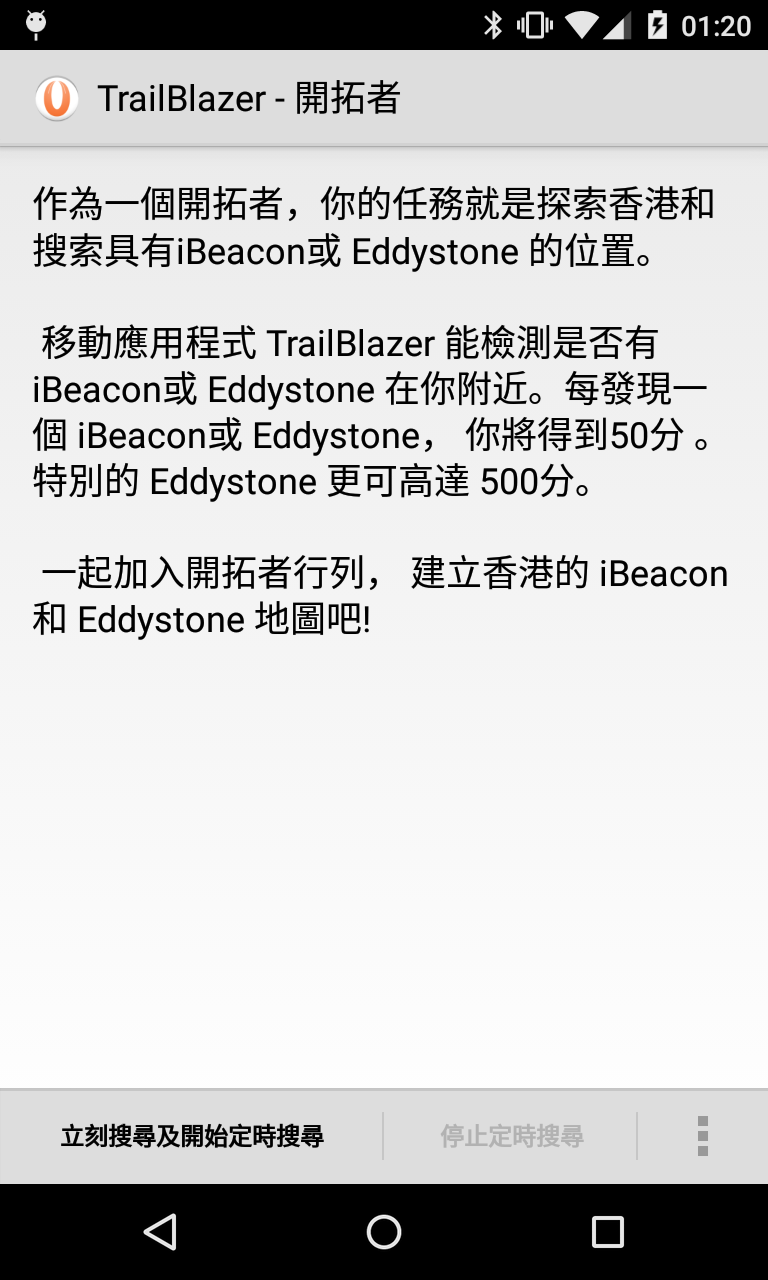 01:20
TrailBlazer - 開拓者
作為一個開拓者，你的任務就是探索香港和
搜索具有iBeacon或 Eddystone 的位置。
移動應用程式 TrailBlazer 能檢測是否有
iBeacon或 Eddystone 在你附近。每發現一
個 iBeacon或 Eddystone， 你將得到50分 。
特別的 Eddystone 更可高達 500分。
一起加入開拓者行列， 建立香港的 iBeacon
和 Eddystone 地圖吧!
立刻搜尋及開始定時搜尋
停止定時搜尋